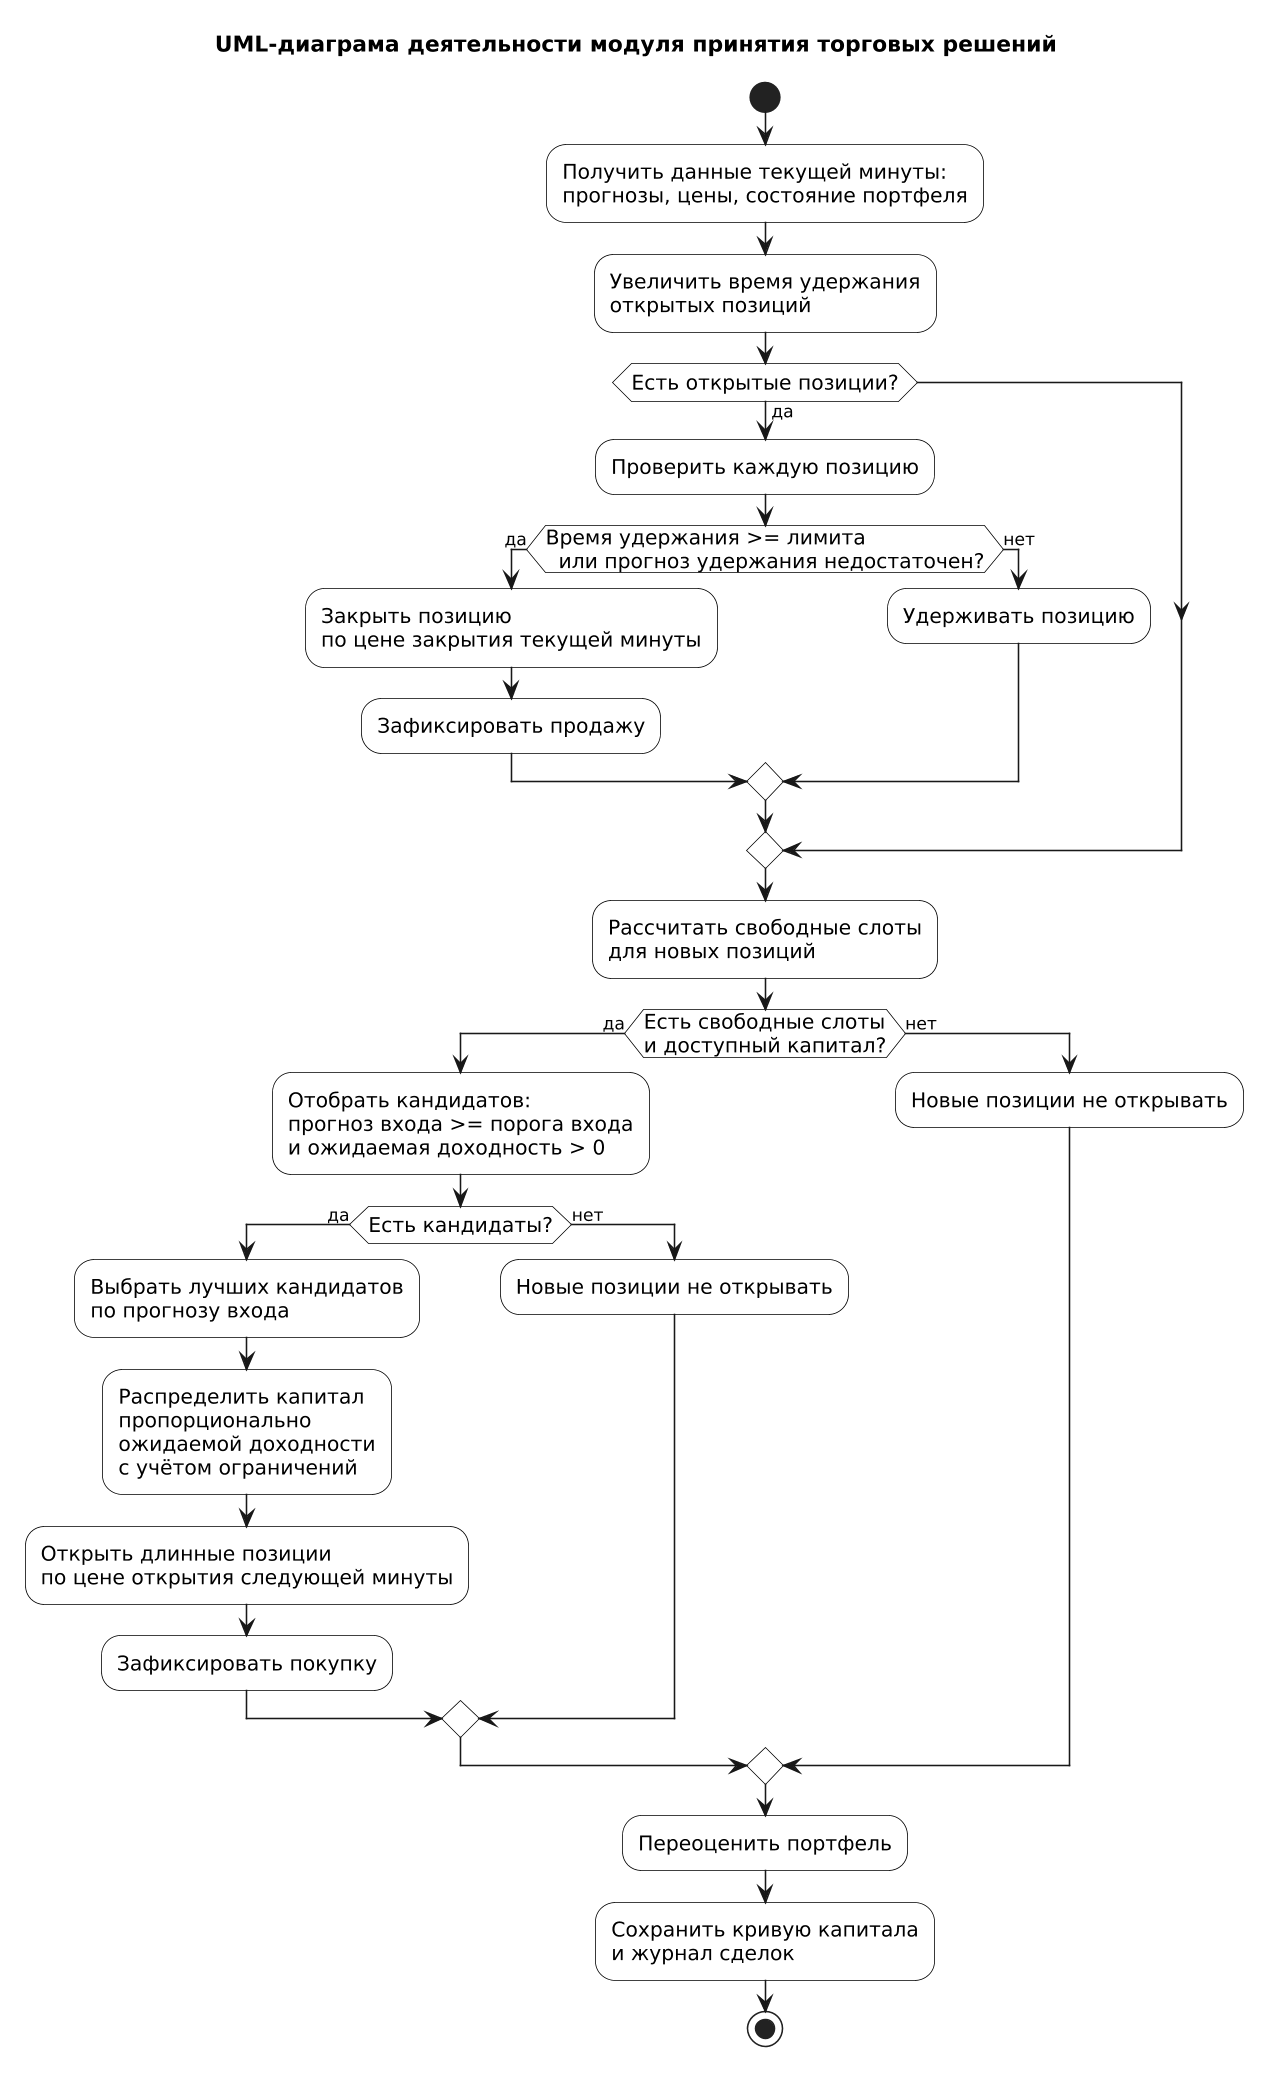 UML-диаграма деятельности модуля принятия торговых решений
Получить данные текущей минуты:
прогнозы, цены, состояние портфеля
Увеличить время удержания
открытых позиций
Есть открытые позиции?
да
Проверить каждую позицию
да
Время удержания >= лимита
или прогноз удержания недостаточен?
нет
Закрыть позицию
по цене закрытия текущей минуты
Удерживать позицию
Зафиксировать продажу
Рассчитать свободные слоты
для новых позиций
да
Есть свободные слоты
и доступный капитал?
нет
Отобрать кандидатов:
прогноз входа >= порога входа
и ожидаемая доходность > 0
Новые позиции не открывать
да
Есть кандидаты?
нет
Выбрать лучших кандидатов
по прогнозу входа
Новые позиции не открывать
Распределить капитал
пропорционально
ожидаемой доходности
с учётом ограничений
Открыть длинные позиции
по цене открытия следующей минуты
Зафиксировать покупку
Переоценить портфель
Сохранить кривую капитала
и журнал сделок